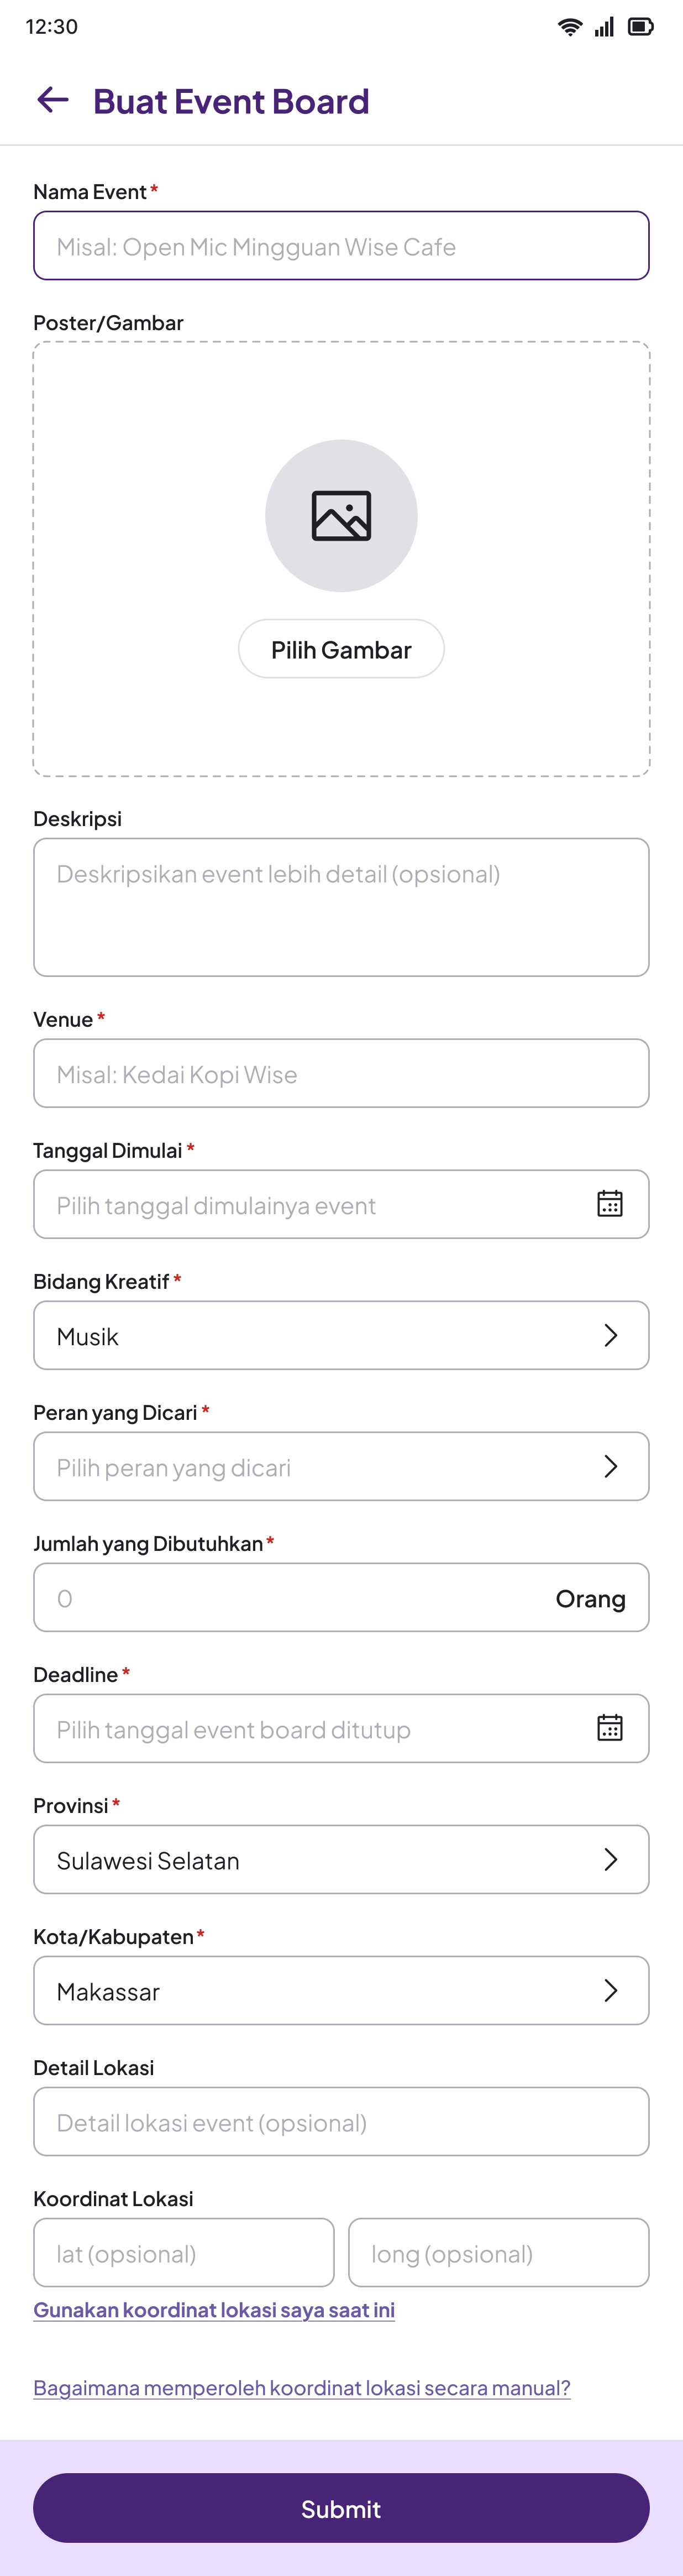 12:30
Buat Event Board
Nama Event*
Misal: Open Mic Mingguan Wise Cafe
Poster/Gambar
Pilih Gambar
Deskripsi
Deskripsikan event lebih detail (opsional)
Venue *
Misal: Kedai Kopi Wise
Tanggal Dimulai *
Pilih tanggal dimulainya event
Bidang Kreatif *
Musik
Peran yang Dicari *
Pilih peran yang dicari
Jumlah yang Dibutuhkan*
0 Orang
Deadline *
Pilih tanggal event board ditutup
Provinsi *
Sulawesi Selatan
Kota/Kabupaten*
Makassar
Detail Lokasi
Detail lokasi event (opsional)
Koordinat Lokasi
lat (opsional) long (opsional)
Gunakan koordinat lokasi saya saat ini
Bagaimana memperoleh koordinat lokasi secara manual?
Submit